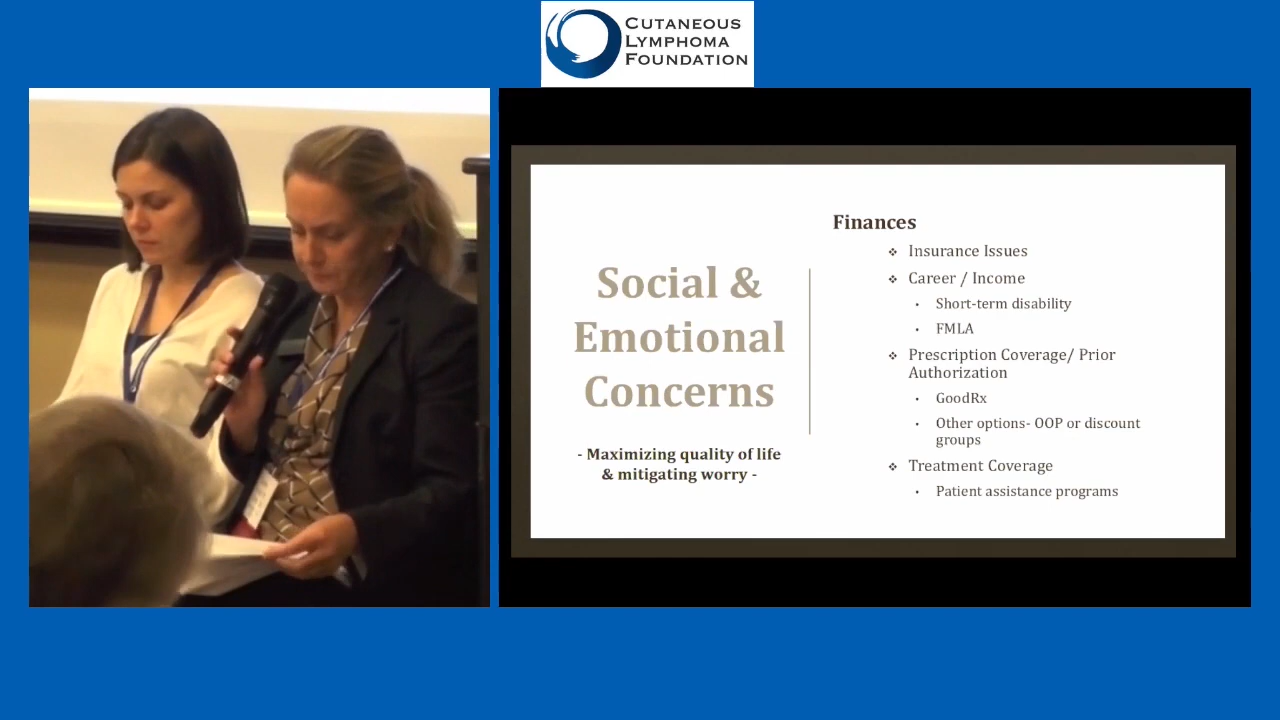 CUTANEOUS
LYMPHOMA
FOUNDATION
Social &
Emotional
Concerns
- Maximizing quality of life
& mitigating worry -
Finances
❖ Insurance Issues
❖ Career / Income
• Short-term disability
• FMLA
❖ Prescription Coverage/ Prior
Authorization
• GoodRx
• Other options- OOP or discount
groups
❖ Treatment Coverage
• Patient assistance programs